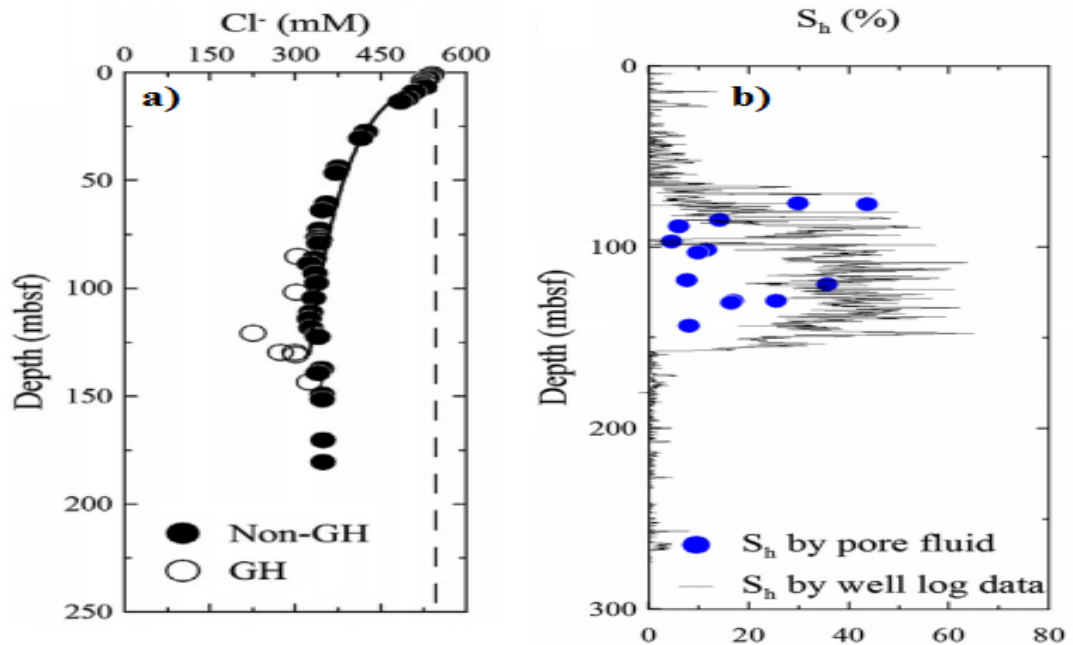 Cl⁻ (mM)
0 150 300 450 600
a)
0
50
100
150
200
250
Depth (mbsf)
Non-GH
GH
Sₕ (%)
b)
0
100
200
300
Depth (mbsf)
Sₕ by pore fluid
Sₕ by well log data
0 20 40 60 80